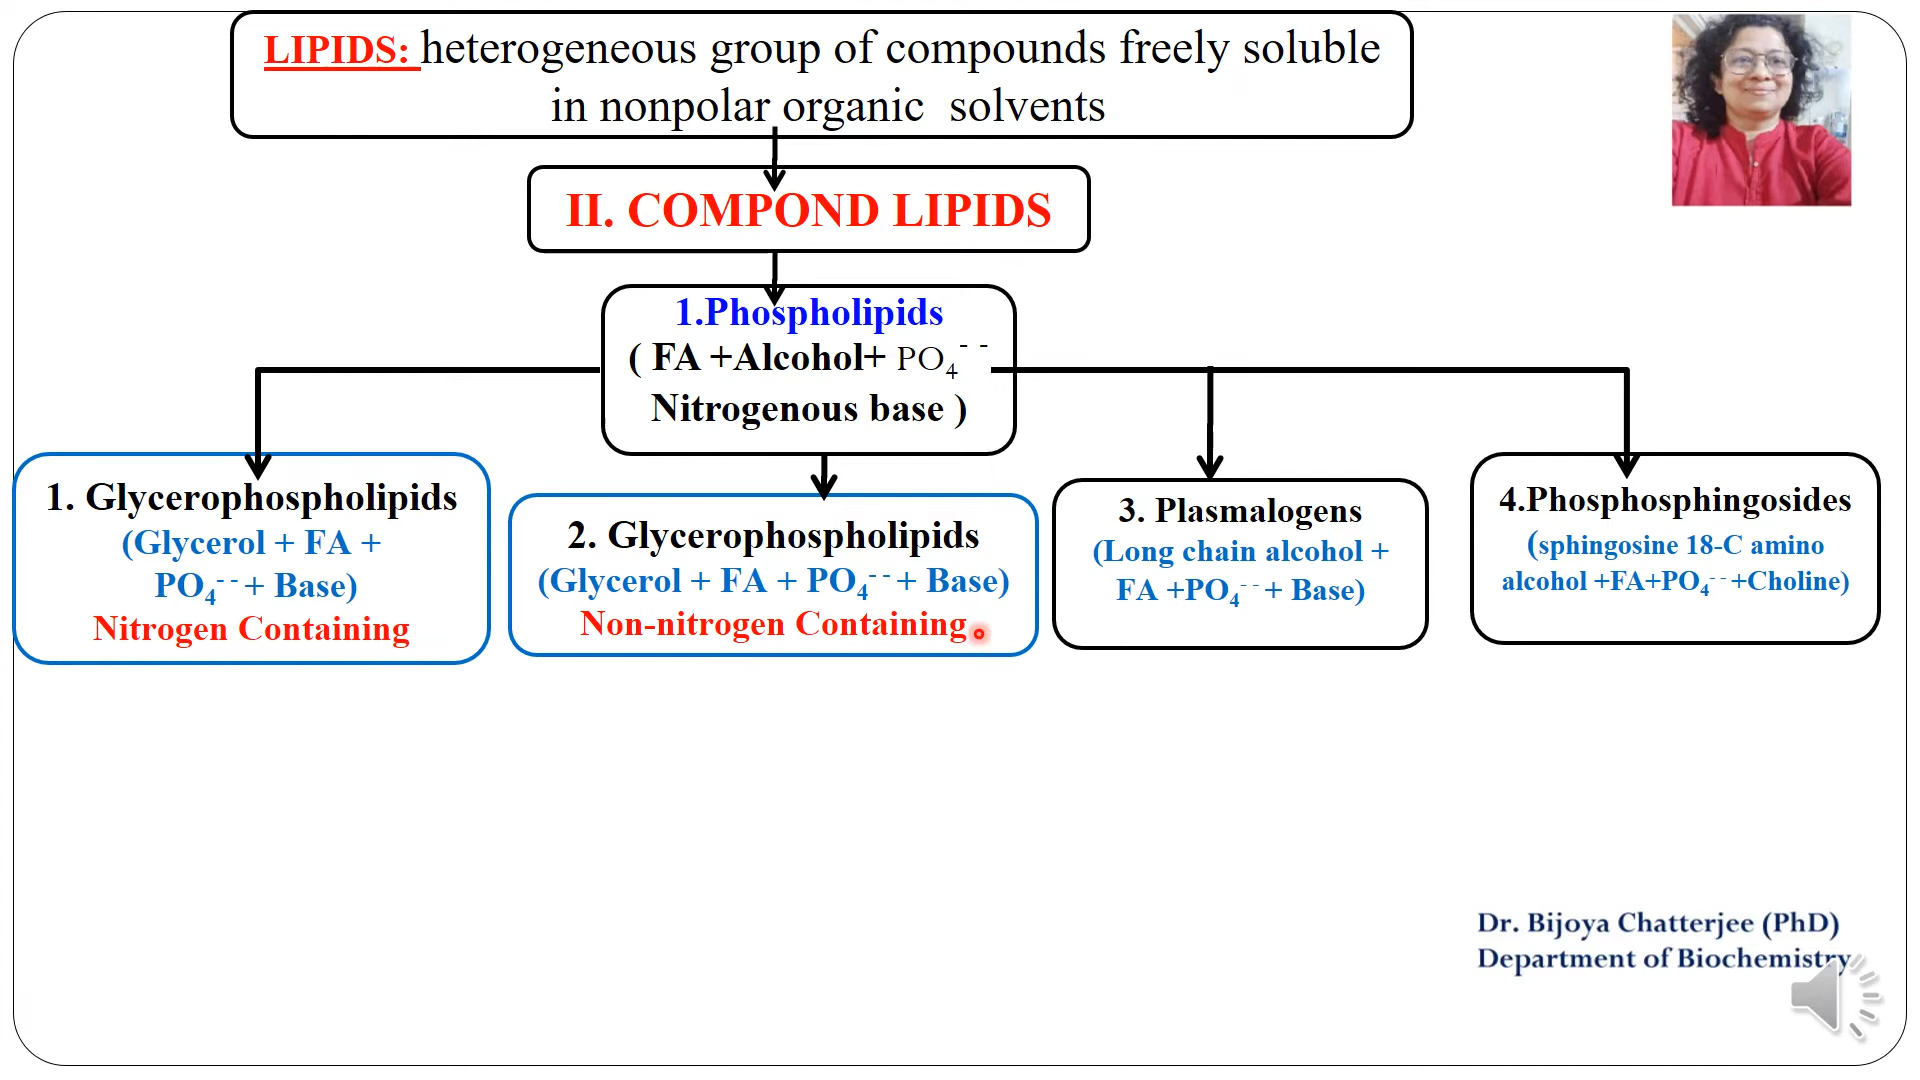 LIPIDS: heterogeneous group of compounds freely soluble
in nonpolar organic solvents
II. COMPOND LIPIDS
1.Phospholipids
( FA +Alcohol+ PO₄⁻ ⁻
Nitrogenous base )
1. Glycerophospholipids
(Glycerol + FA +
PO₄⁻⁻+ Base)
Nitrogen Containing
2. Glycerophospholipids
(Glycerol + FA + PO₄⁻⁻+ Base)
Non-nitrogen Containing
3. Plasmalogens
(Long chain alcohol +
FA +PO₄⁻⁻+ Base)
4.Phosphosphingosides
(sphingosine 18-C amino
alcohol +FA+PO₄⁻⁻+Choline)
Dr. Bijoya Chatterjee (PhD)
Department of Biochemistry